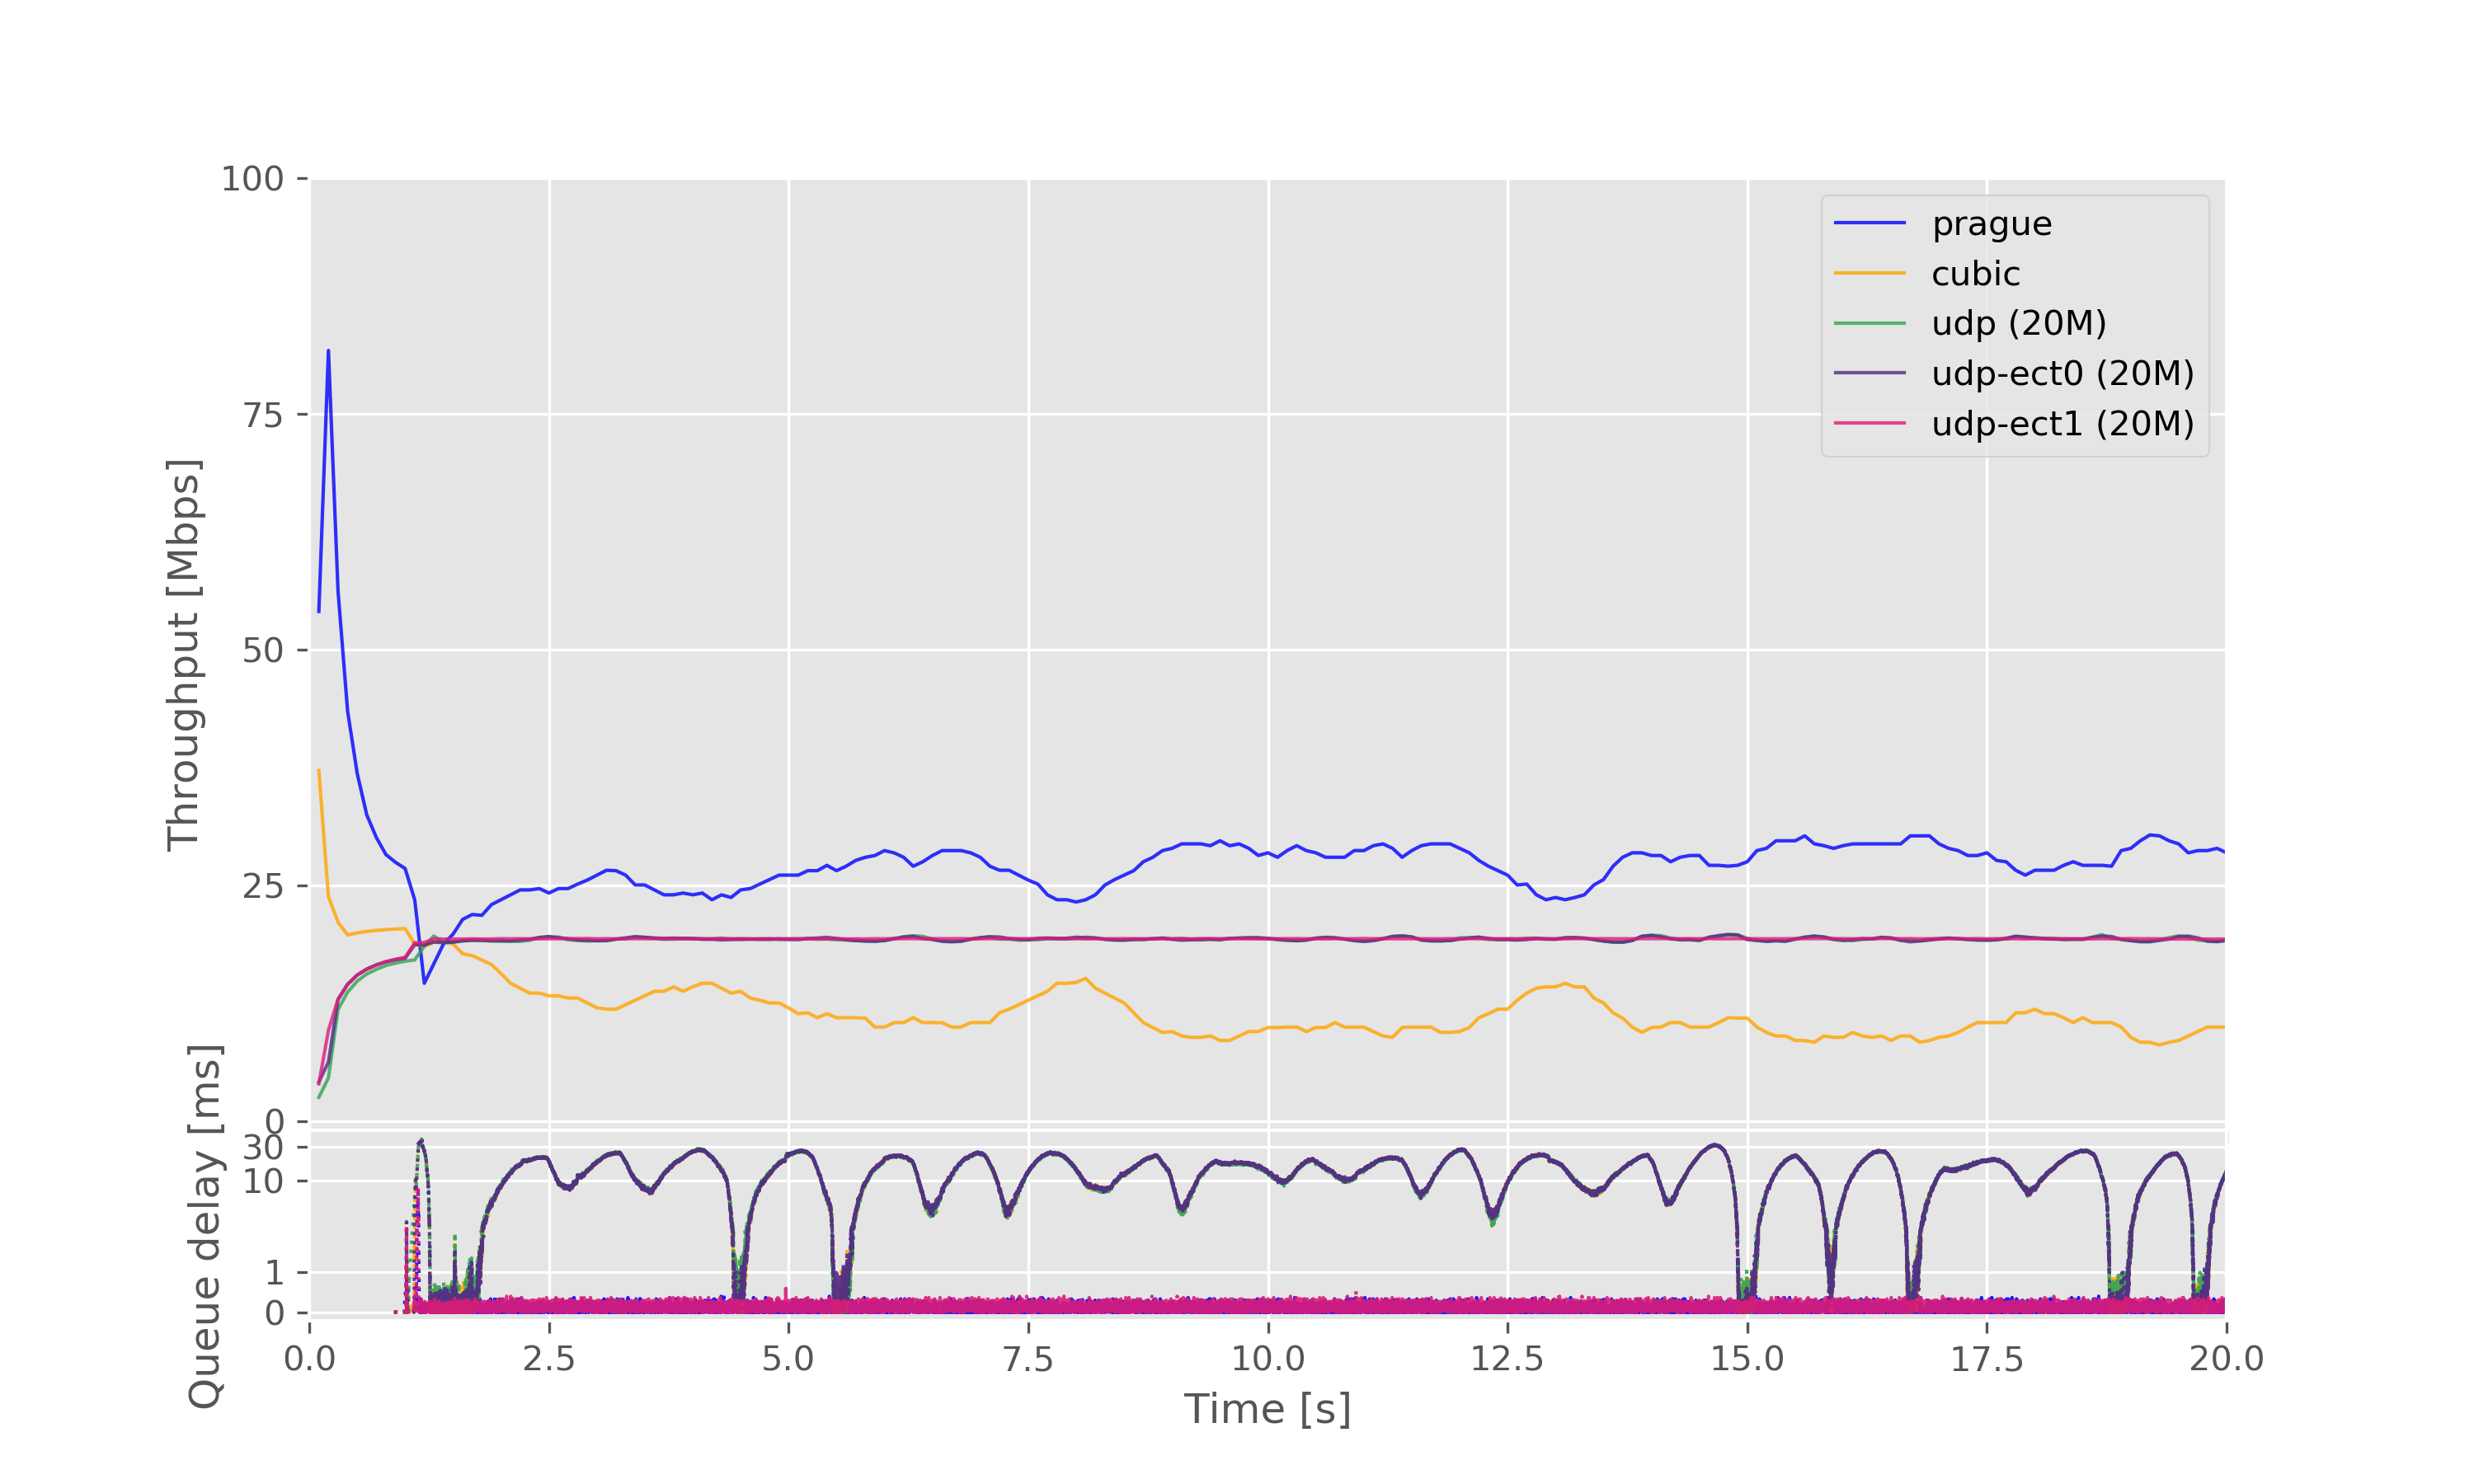 100
75
50
25
0
Throughput [Mbps]
prague
cubic
udp (20M)
udp-ect0 (20M)
udp-ect1 (20M)
30
10
1
0
Queue delay [ms]
0.0 2.5 5.0 7.5 10.0 12.5 15.0 17.5 20.0
Time [s]